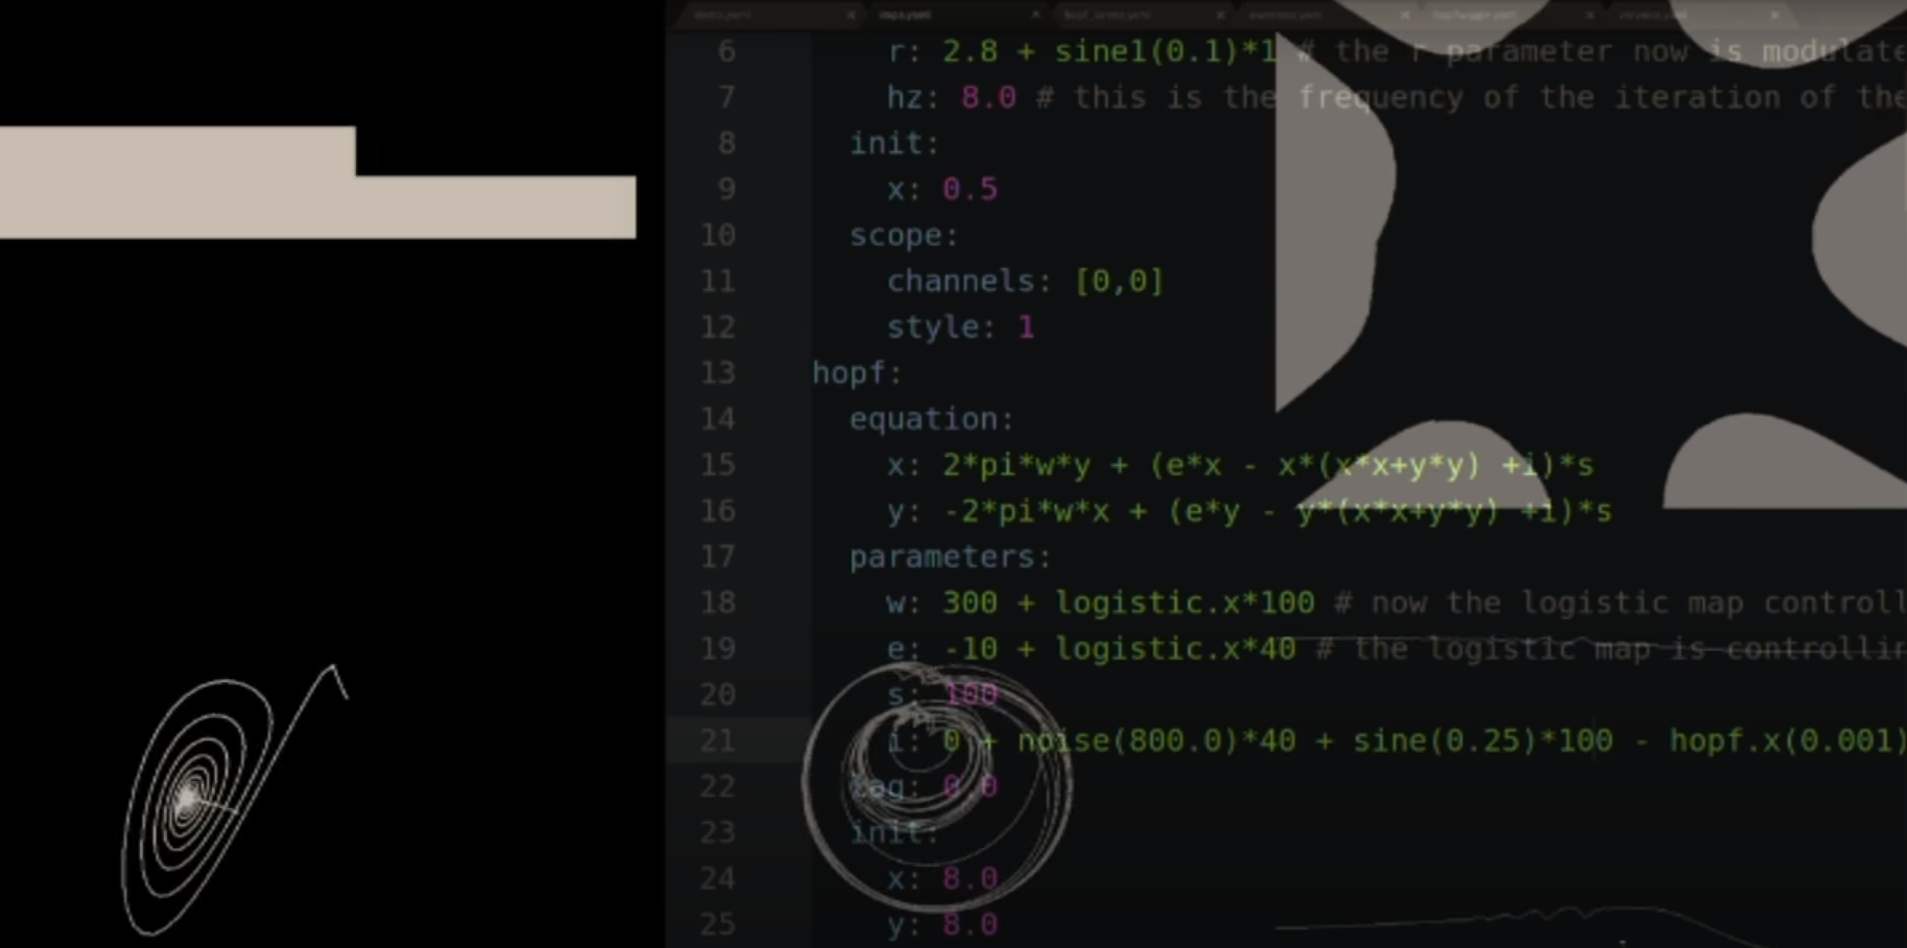 6 r: 2.8 + sine1(0.1)*1 # the r parameter now is modulate
7 hz: 8.0 # this is the frequency of the iteration of the
8 init:
9 x: 0.5
10 scope:
11 channels: [0,0]
12 style: 1
13 hopf:
14 equation:
15 x: 2*pi*w*y + (e*x - x*(x*x+y*y) +i)*s
16 y: -2*pi*w*x + (e*y - y*(x*x+y*y) +i)*s
17 parameters:
18 w: 300 + logistic.x*100 # now the logistic map controll
19 e: -10 + logistic.x*40 # the logistic map is controllin
20 s: 100
21 i: 0 + noise(800.0)*40 + sine(0.25)*100 - hopf.x(0.001)
22 0.0
23 init:
24 x: 8.0
25 y: 8.0